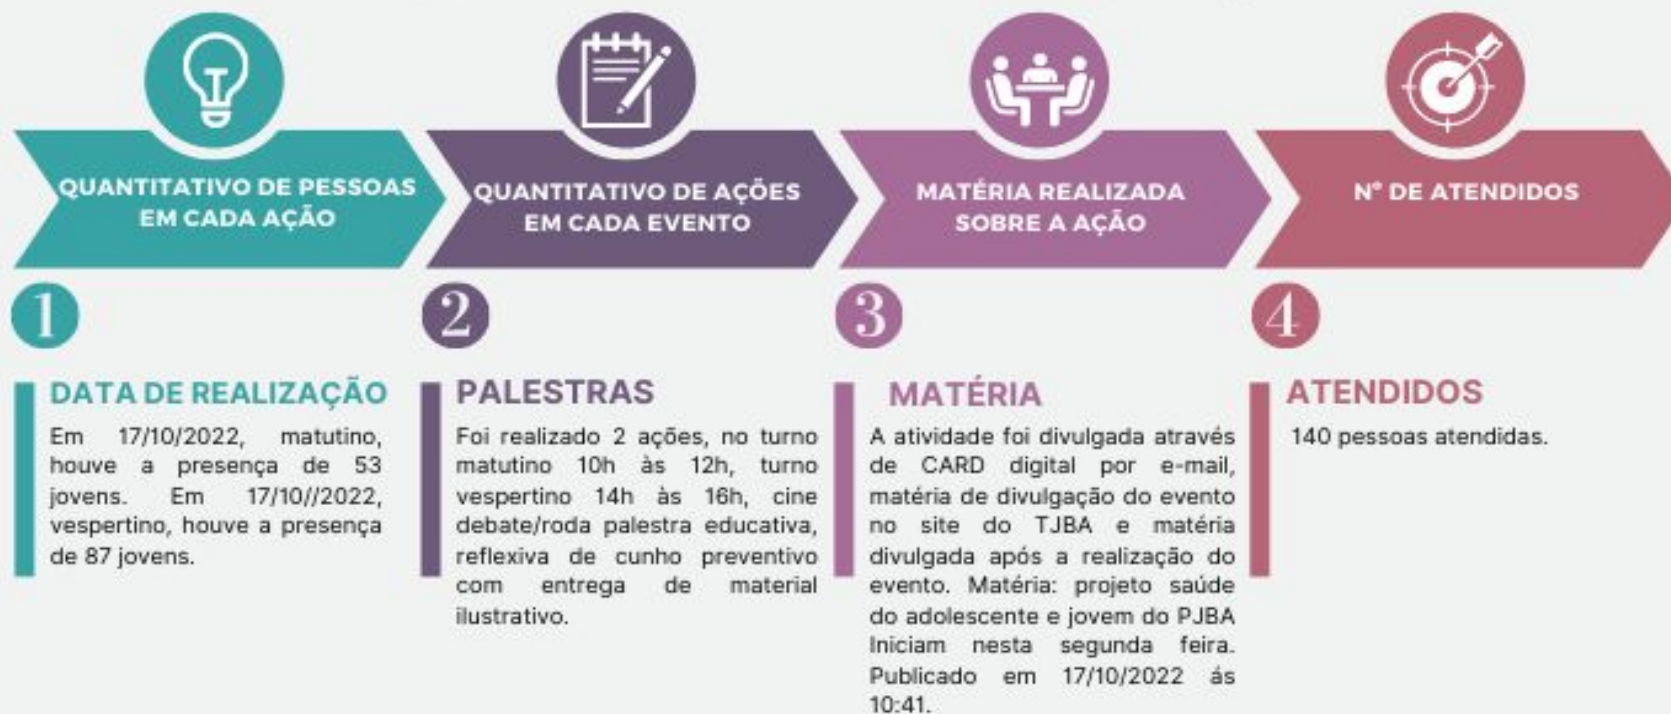 QUANTITATIVO DE PESSOAS
EM CADA AÇÃO
QUANTITATIVO DE AÇÕES
EM CADA EVENTO
MATÉRIA REALIZADA
SOBRE A AÇÃO
Nº DE ATENDIDOS
1
DATA DE REALIZAÇÃO
Em 17/10/2022, matutino,
houve a presença de 53
jovens. Em 17/10//2022,
vespertino, houve a presença
de 87 jovens.
2
PALESTRAS
Foi realizado 2 ações, no turno
matutino 10h às 12h, turno
vespertino 14h às 16h, cine
debate/roda palestra educativa,
reflexiva de cunho preventivo
com entrega de material
ilustrativo.
3
MATÉRIA
A atividade foi divulgada através
de CARD digital por e-mail,
matéria de divulgação do evento
no site do TJBA e matéria
divulgada após a realização do
evento. Matéria: projeto saúde
do adolescente e jovem do PJBA
Iniciam nesta segunda feira.
Publicado em 17/10/2022 ás
10:41.
4
ATENDIDOS
140 pessoas atendidas.